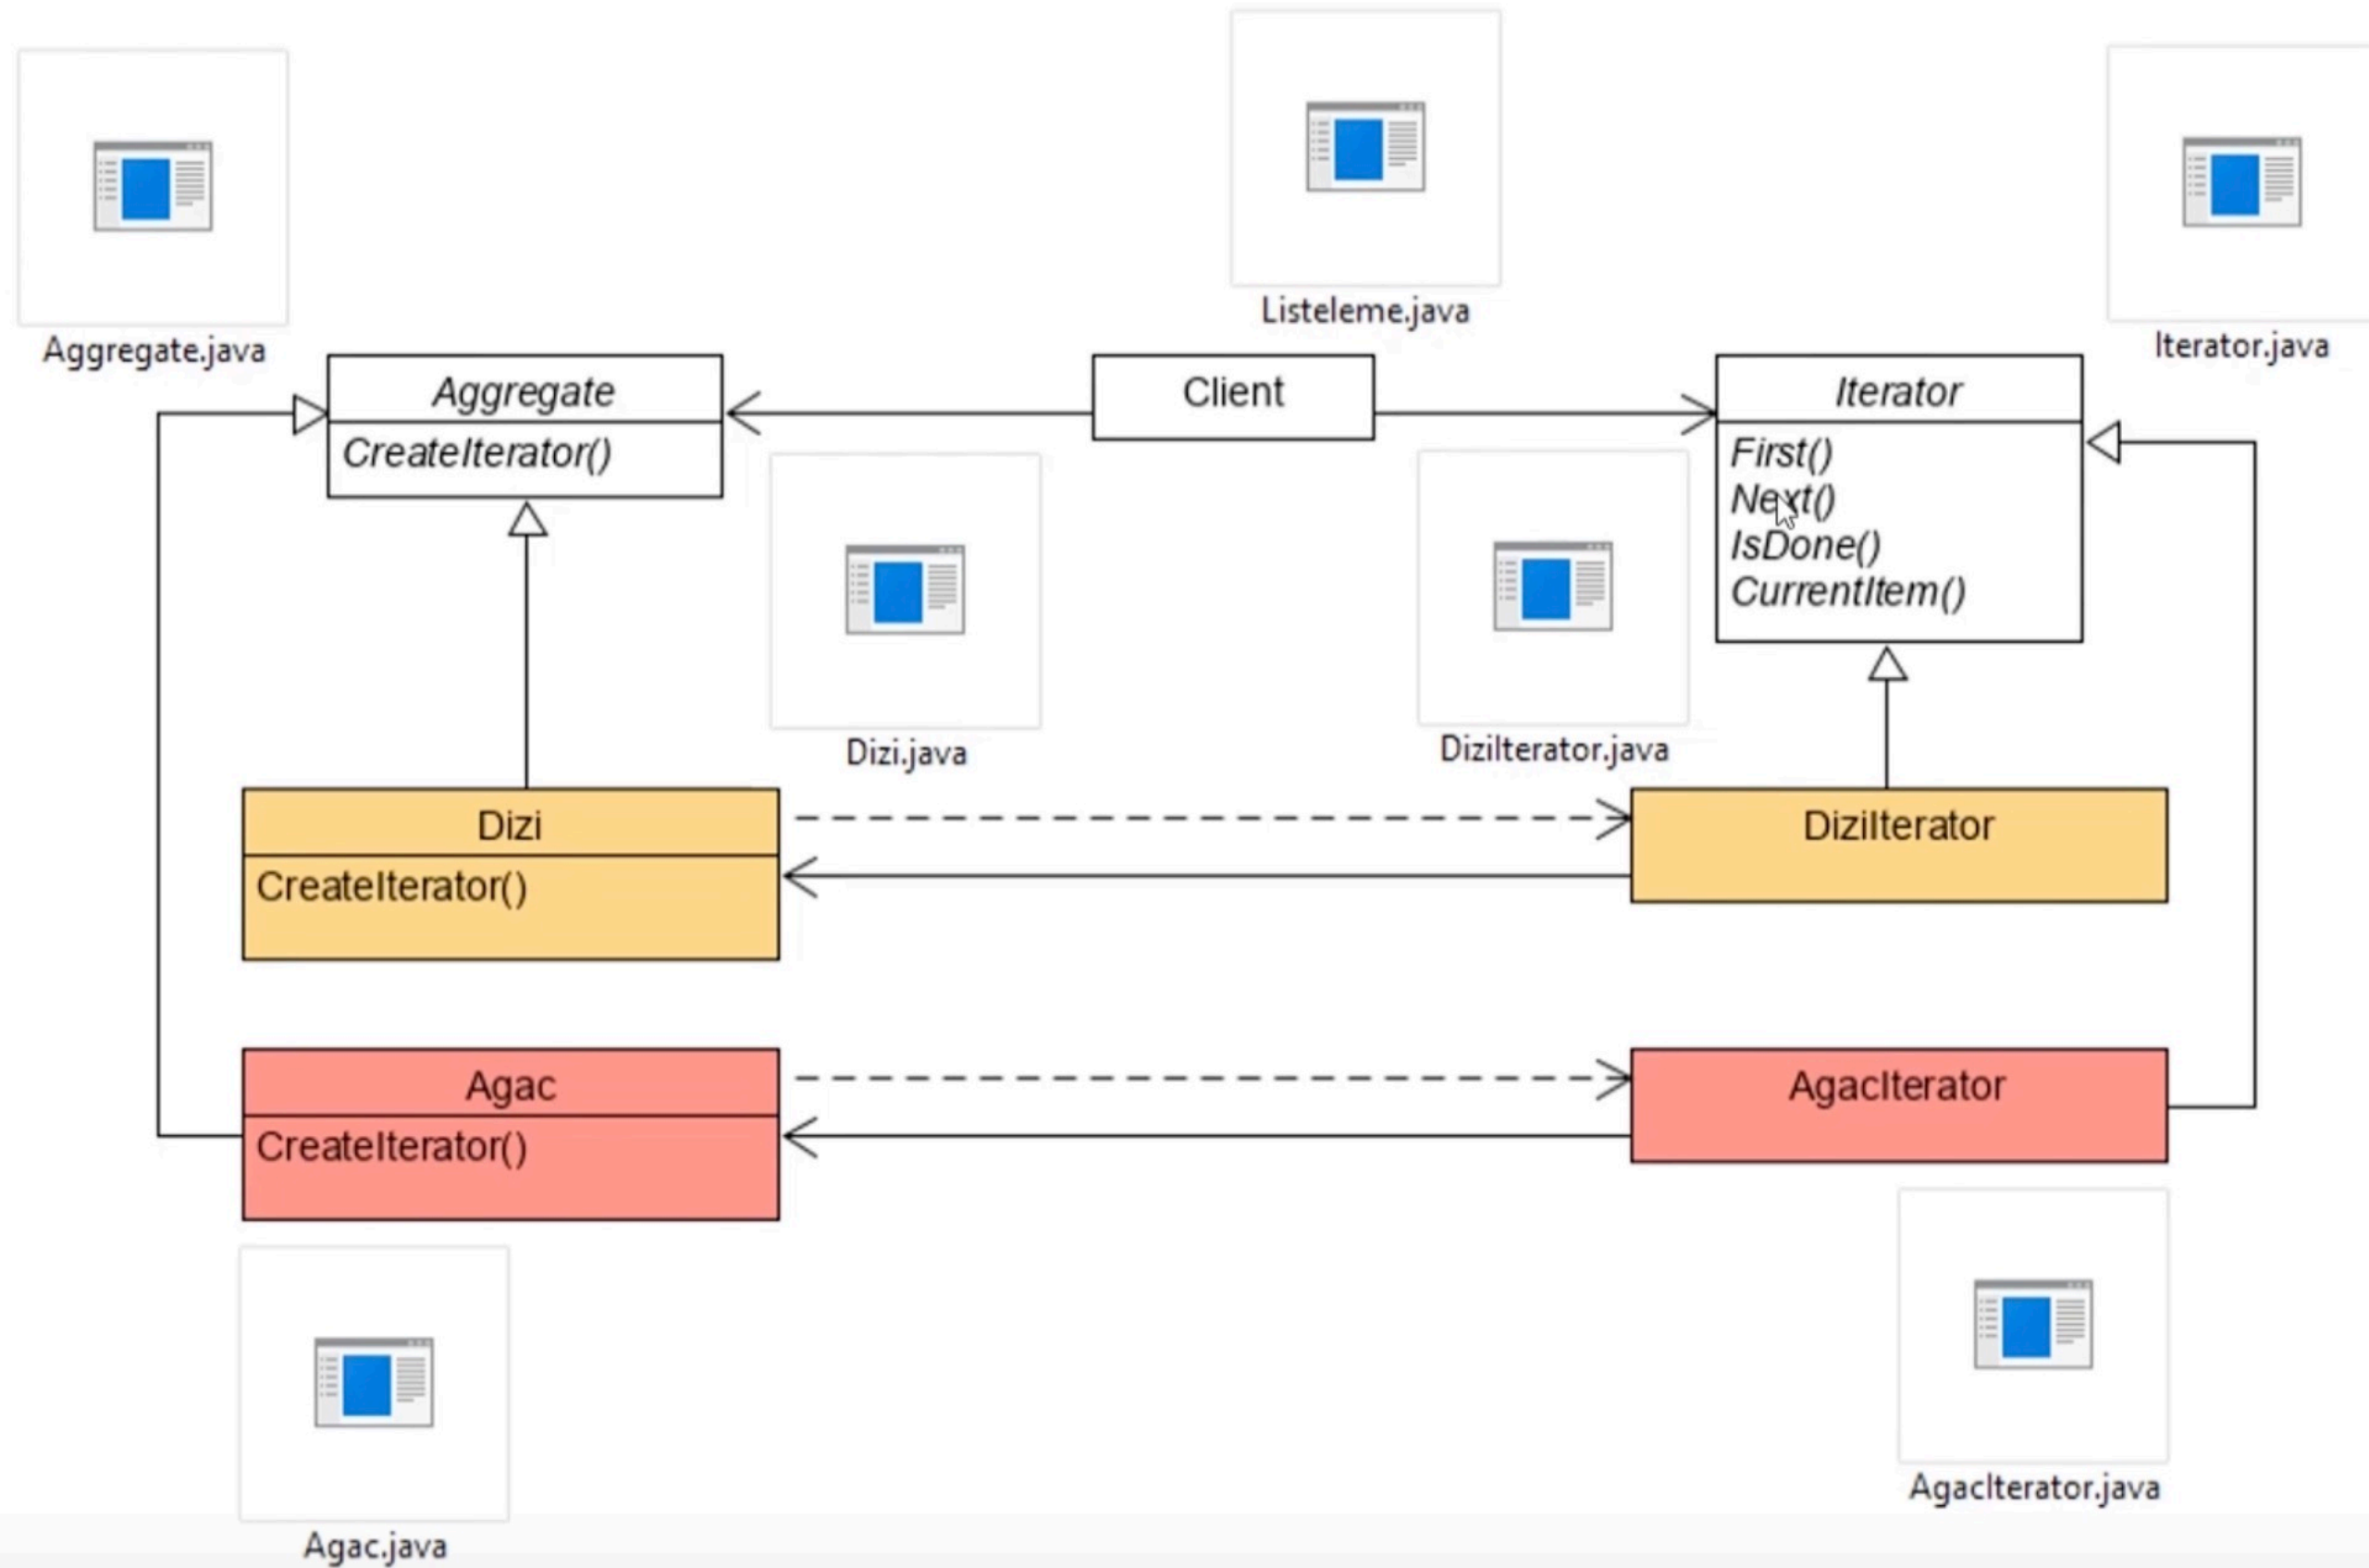 Aggregate.java
Listeleme.java
Iterator.java
Aggregate
CreateIterator()
Client
Iterator
First()
Next()
IsDone()
CurrentItem()
Dizi.java
DiziIterator.java
Dizi
CreateIterator()
DiziIterator
Agac
CreateIterator()
AgacIterator
Agac.java
AgacIterator.java